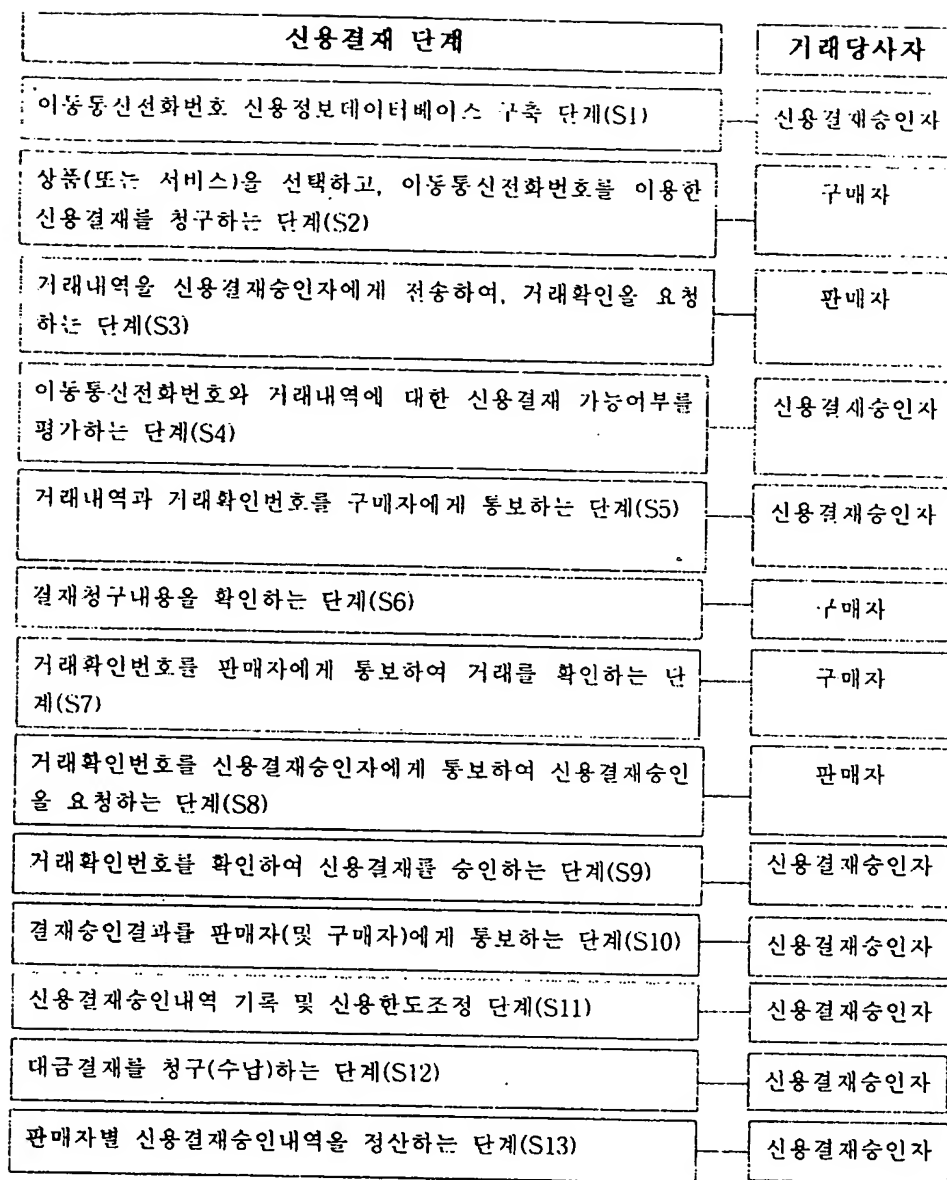 신용결재 단계
기래당사자
이동통신전화번호 신용정보데이터베이스 구축 단계(S1)
신용결재승인자
상품(또는 서비스)을 선택하고, 이동통신전화번호를 이용한
신용결재를 청구하는 단계(S2)
구매자
거래내역을 신용결재승인자에게 전송하여, 거래확인을 요청
하는 단계(S3)
판매자
이동통신전화번호와 거래내역에 대한 신용결재 가능여부를
평가하는 단계(S4)
신용결재승인자
거래내역과 거래확인번호를 구매자에게 통보하는 단계(S5)
신용결재승인자
결재청구내용을 확인하는 단계(S6)
구매자
거래확인번호를 판매자에게 통보하여 거래를 확인하는 단
계(S7)
구매자
거래확인번호를 신용결재승인자에게 통보하여 신용결재승인
을 요청하는 단계(S8)
판매자
거래확인번호를 확인하여 신용결재를 승인하는 단계(S9)
신용결재승인자
결재승인결과를 판매자(및 구매자)에게 통보하는 단계(S10)
신용결재승인자
신용결재승인내역 기록 및 신용한도조정 단계(S11)
신용결재승인자
대금결재를 청구(수납)하는 단계(S12)
신용결재승인자
판매자별 신용결재승인내역을 정산하는 단계(S13)
신용결재승인자